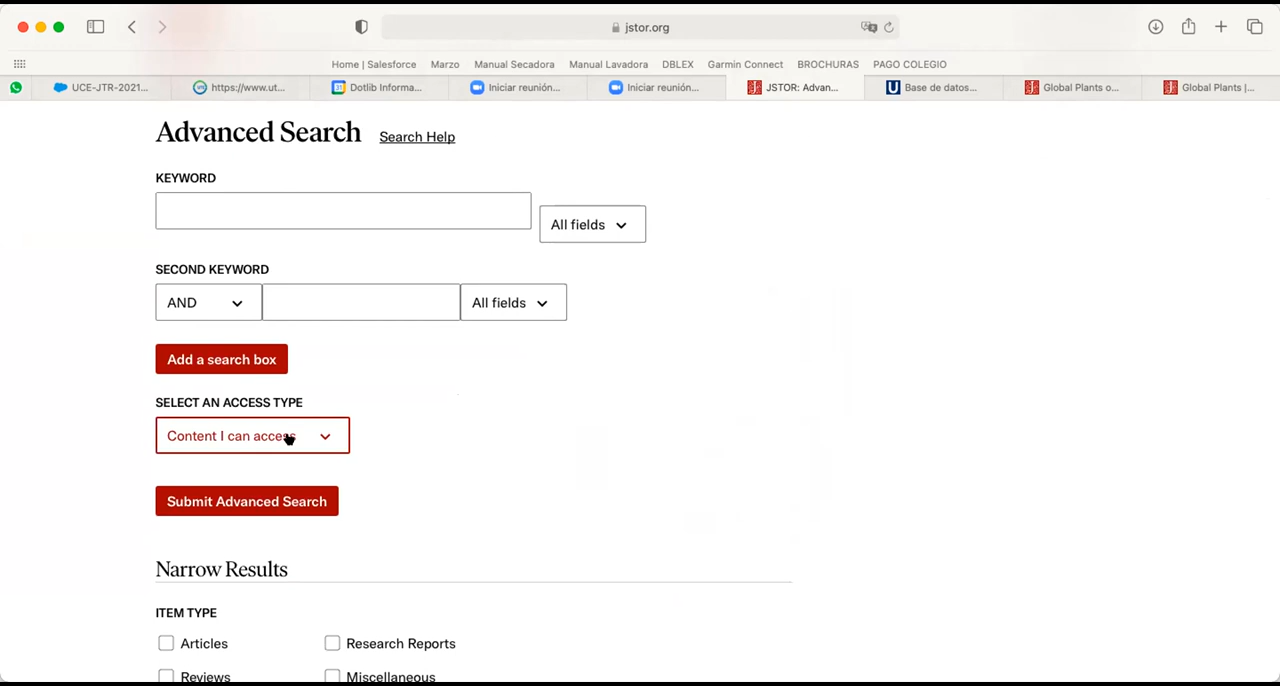 jstor.org
Home | Salesforce Marzo Manual Secadora Manual Lavadora DBLEX Garmin Connect BROCHURAS PAGO COLEGIO
UCE-JTR-2021... https://www.ut... Dotlib Informa... Iniciar reunión... Iniciar reunión... JSTOR: Advan... Base de datos... Global Plants o... Global Plants |...
Advanced Search Search Help
KEYWORD
All fields
SECOND KEYWORD
AND All fields
Add a search box
SELECT AN ACCESS TYPE
Content I can access
Submit Advanced Search
Narrow Results
ITEM TYPE
Articles Research Reports
Reviews Miscellaneous